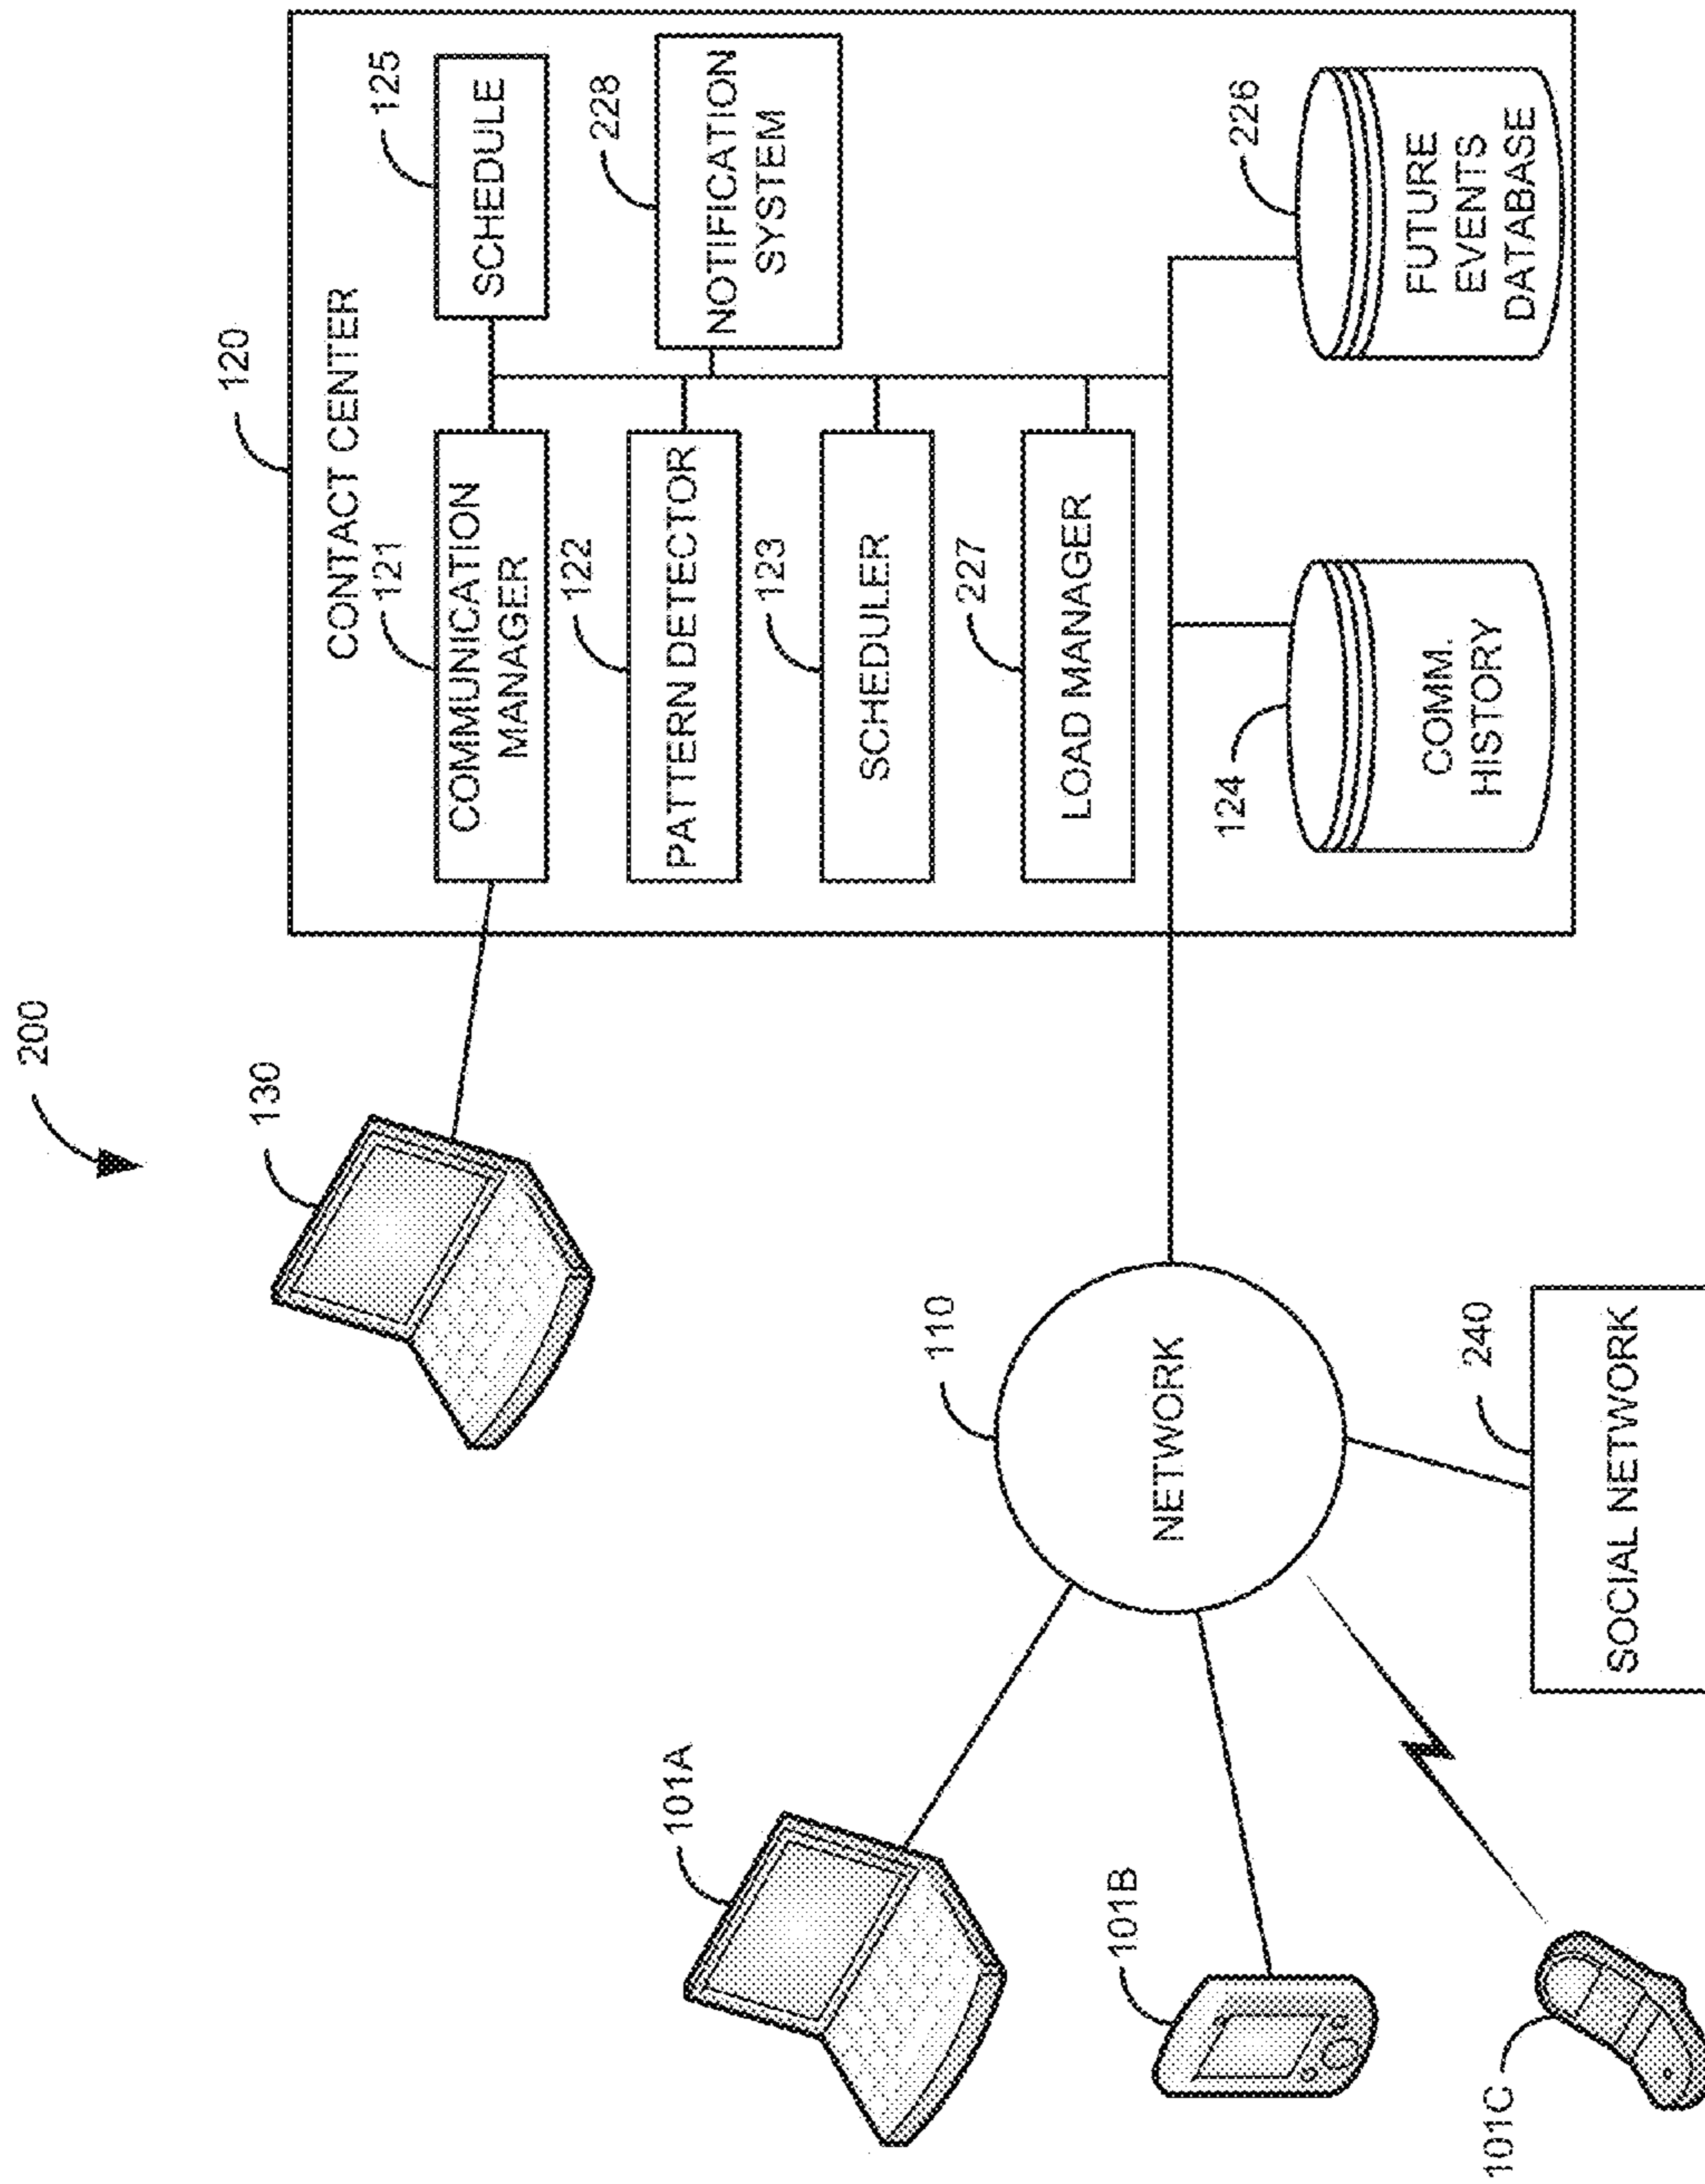 200
120
CONTACT CENTER
130
121
COMMUNICATION
MANAGER
125
SCHEDULE
122
PATTERN DETECTOR
228
NOTIFICATION
SYSTEM
101A
123
SCHEDULER
110
NETWORK
227
LOAD MANAGER
101B
124
COMM.
HISTORY
226
FUTURE
EVENTS
DATABASE
240
SOCIAL NETWORK
101C